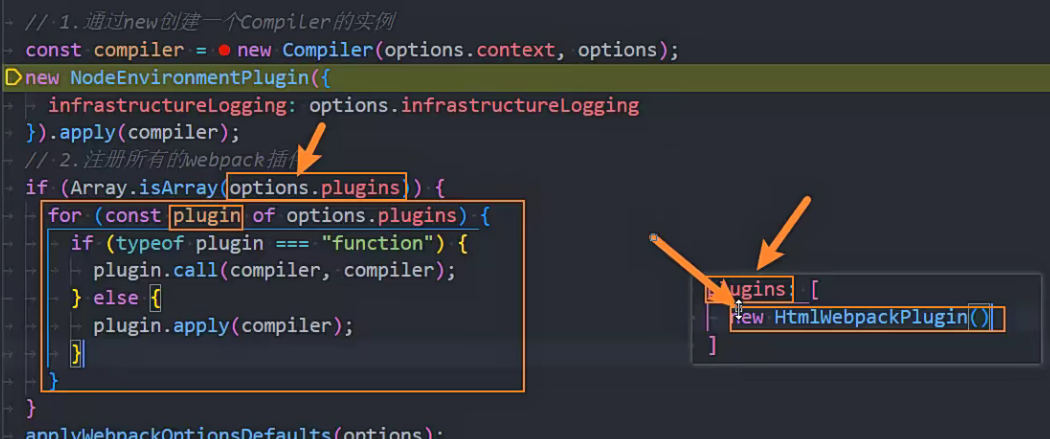 // 1.通过new创建一个Compiler的实例
const compiler = new Compiler(options.context, options);
new NodeEnvironmentPlugin({
infrastructureLogging: options.infrastructureLogging
}).apply(compiler);
// 2.注册所有的webpack插件
if (Array.isArray(options.plugins)) {
for (const plugin of options.plugins) {
if (typeof plugin === "function") {
plugin.call(compiler, compiler);
} else {
plugin.apply(compiler);
}
}
}
applyWebpackOptionsDefaults(options);
plugins: [
new HtmlWebpackPlugin()
]